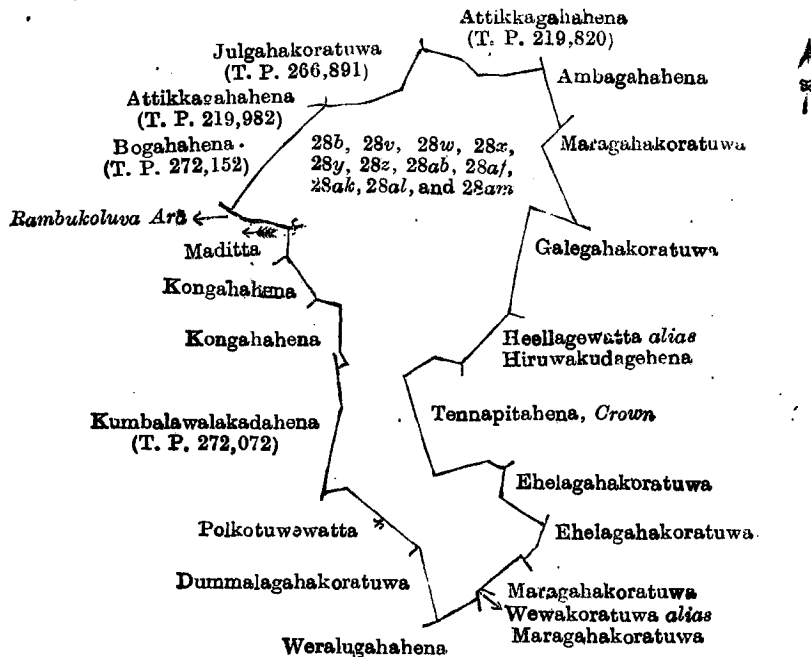 Attikkagahahena
(T. P. 219,820)
Julgahakoratuwa
(T. P. 266,891)
Ambagahahena
Attikkagahahena
(T. P. 219,982)
Bogahahena.
(T. P. 272,152)
28b, 28v, 28w, 28x,
28y, 28z, 28ab, 28af,
28ak, 28al, and 28am
Maragahakoratuwa
Rambukoluva Ara
Maditta
Galegahakoratuwa
Kongahahena
Kongahahena
Heellagewatta alias
Hiruwakudagehena
Kumbalawalakadahena
(T. P. 272,072)
Tennapitahena, Crown
Ehelagahakoratuwa
Polkotuwewatta
Ehelagahakoratuwa
Dummalagahakoratuwa
Maragahakoratuwa
Wewakoratuwa alias
Maragahakoratuwa
Weralugahahena